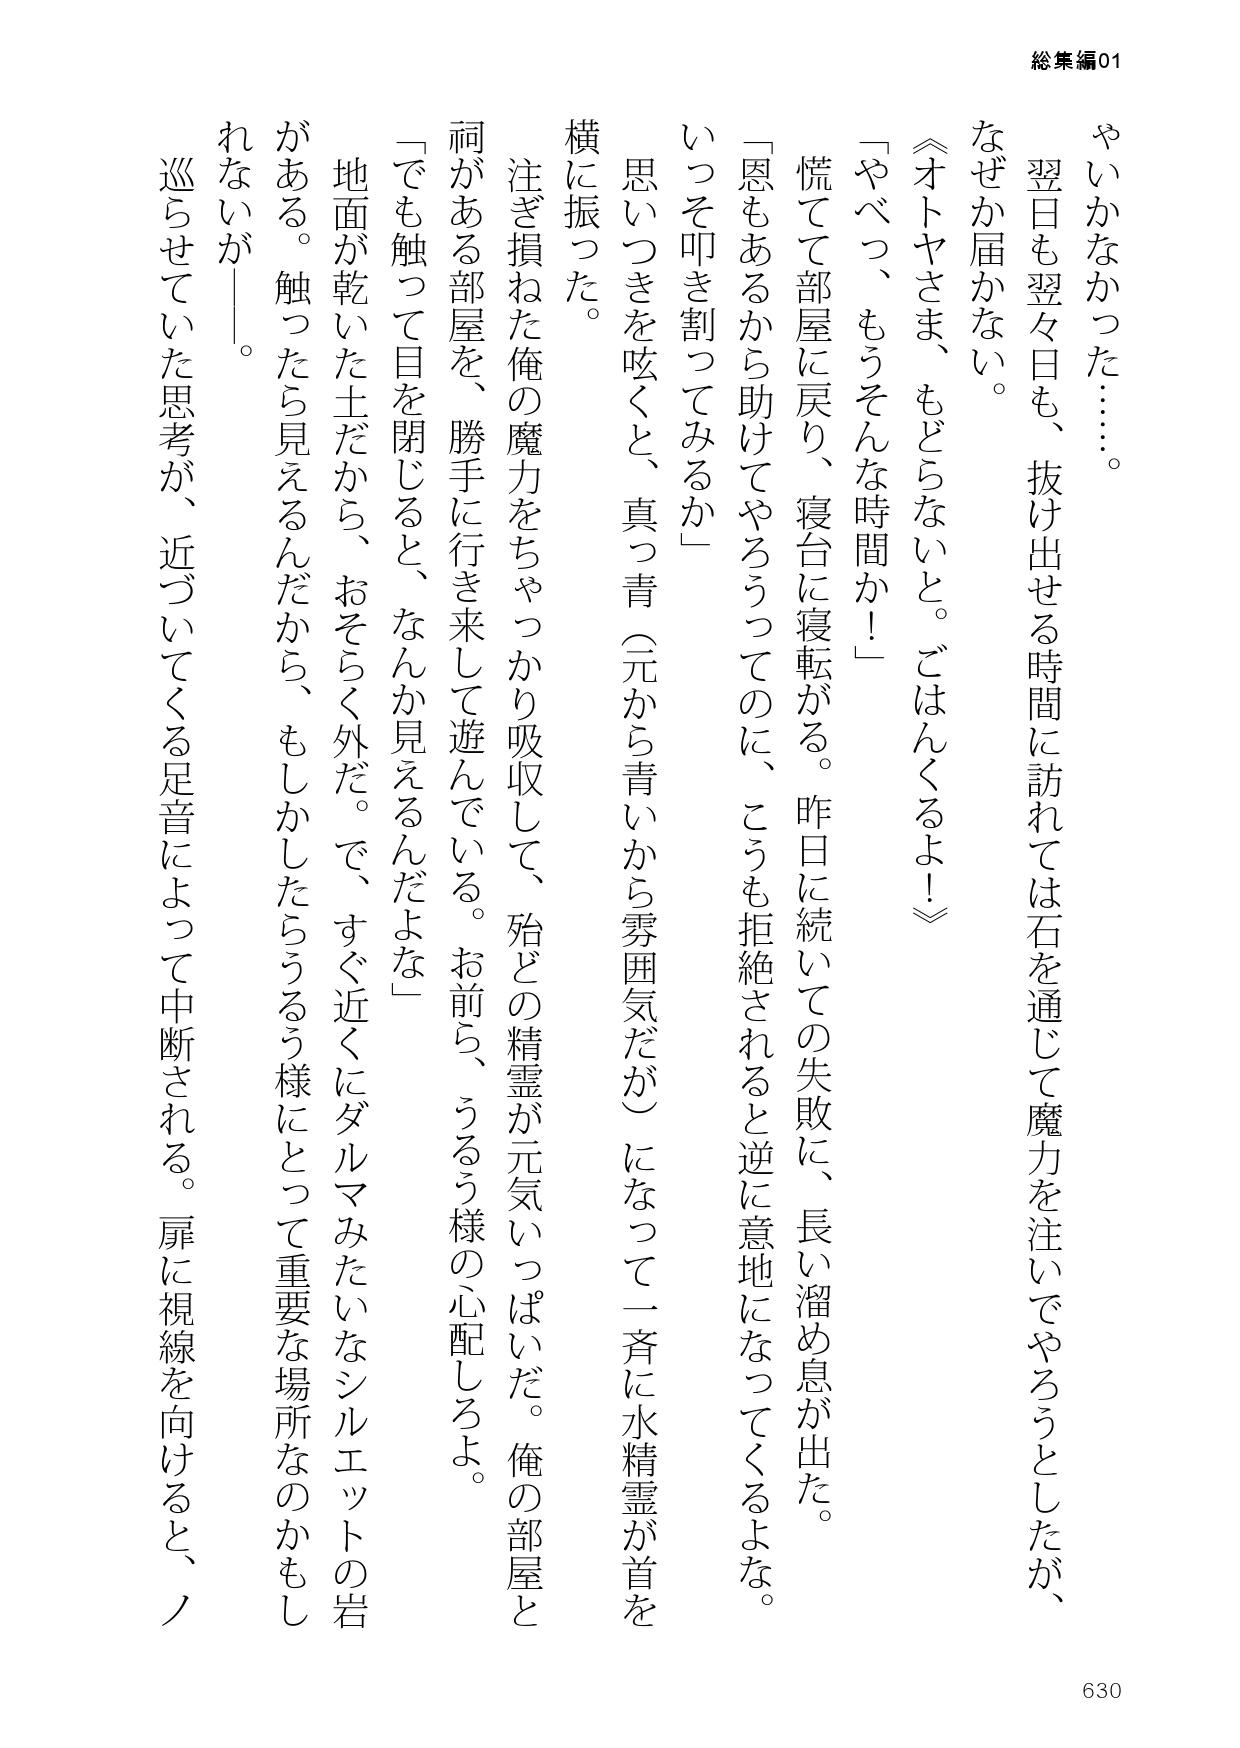 総集編01
ゃいかなかった……。
翌日も翌々日も、抜け出せる時間に訪れては石を通じて魔力を注いでやろうとしたが、
なぜか届かない。
《オトヤさま、もどらないと。ごはんくるよ！》
「やべっ、もうそんな時間か！」
慌てて部屋に戻り、寝台に寝転がる。昨日に続いての失敗に、長い溜め息が出た。
「恩もあるから助けてやろうってのに、こうも拒絶されると逆に意地になってくるよな。
いっそ叩き割ってみるか」
思いつきを呟くと、真っ青（元から青いから雰囲気だが）になって一斉に水精霊が首を
横に振った。
注ぎ損ねた俺の魔力をちゃっかり吸収して、殆どの精霊が元気いっぱいだ。俺の部屋と
祠がある部屋を、勝手に行き来して遊んでいる。お前ら、うるう様の心配しろよ。
「でも触って目を閉じると、なんか見えるんだよな」
地面が乾いた土だから、おそらく外だ。で、すぐ近くにダルマみたいなシルエットの岩
がある。触ったら見えるんだから、もしかしたらうるう様にとって重要な場所なのかもし
れないが――。
巡らせていた思考が、近づいてくる足音によって中断される。扉に視線を向けると、ノ
630